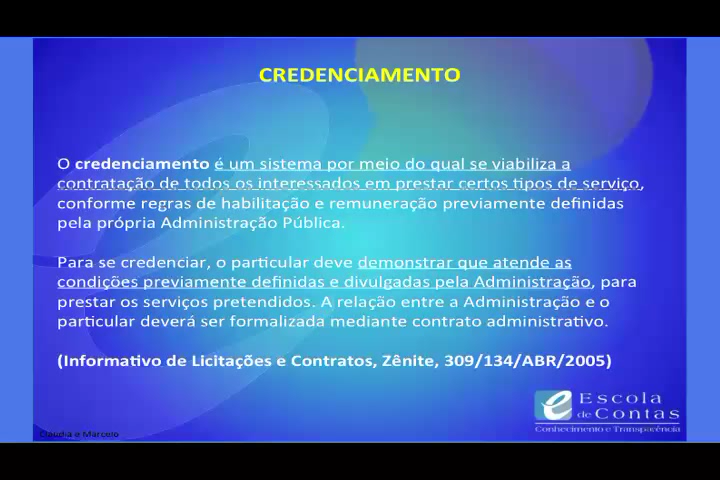 CREDENCIAMENTO
O credenciamento é um sistema por meio do qual se viabiliza a
contratação de todos os interessados em prestar certos tipos de serviço,
conforme regras de habilitação e remuneração previamente definidas
pela própria Administração Pública.
Para se credenciar, o particular deve demonstrar que atende as
condições previamente definidas e divulgadas pela Administração, para
prestar os serviços pretendidos. A relação entre a Administração e o
particular deverá ser formalizada mediante contrato administrativo.
(Informativo de Licitações e Contratos, Zênite, 309/134/ABR/2005)
Escola
de Contas
Conhecimento e Transparência
Claudia e Marcelo